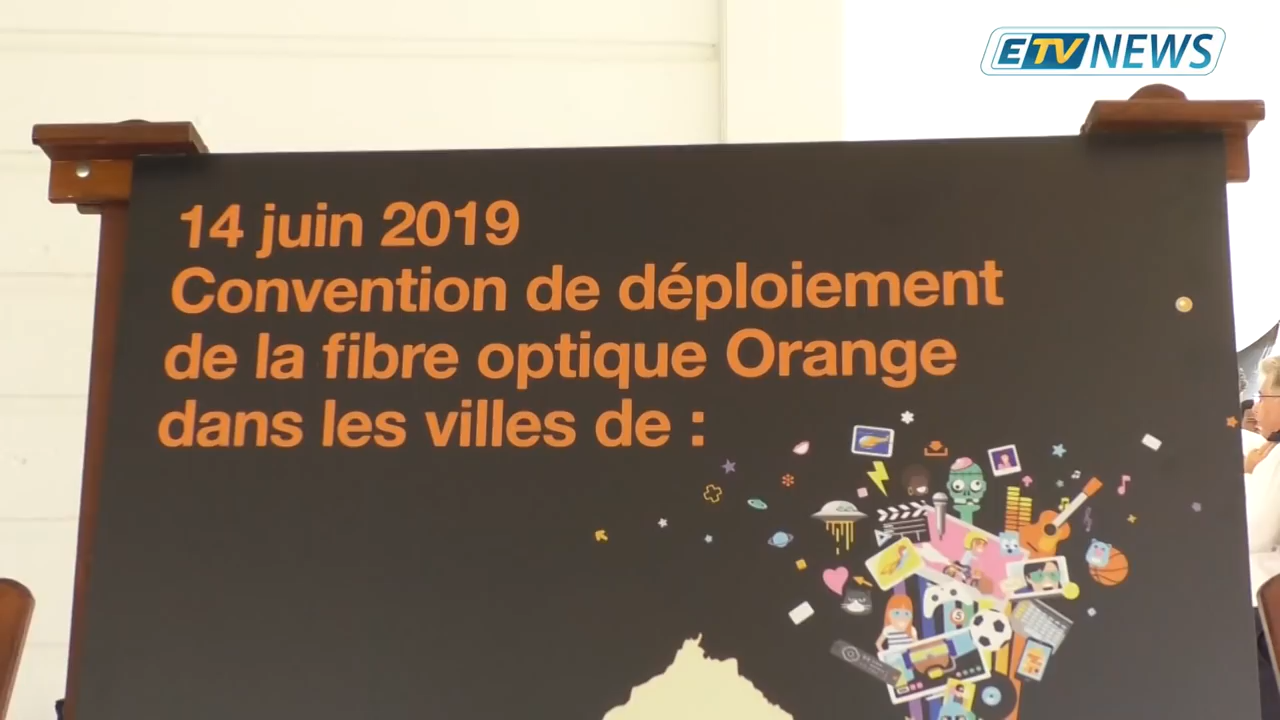 ETV NEWS
14 juin 2019
Convention de déploiement
de la fibre optique Orange
dans les villes de :